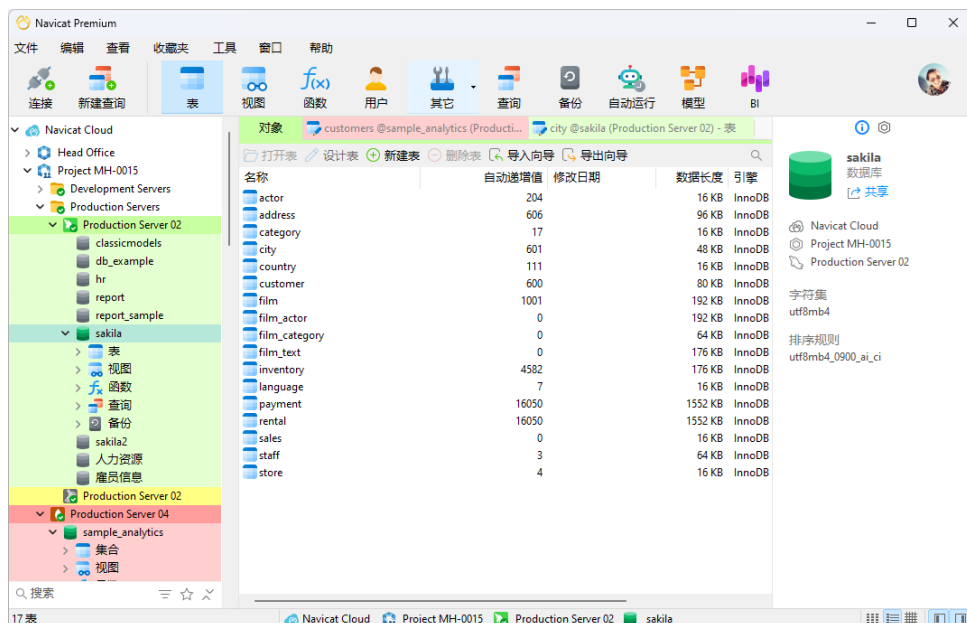 Navicat Premium
文件 编辑 查看 收藏夹 工具 窗口 帮助
连接 新建查询 表 视图 函数 用户 其它 查询 备份 自动运行 模型 BI
Navicat Cloud
Head Office
Project MH-0015
Development Servers
Production Servers
Production Server 02
classicmodels
db_example
hr
report
report_sample
sakila
表
视图
函数
查询
备份
sakila2
人力资源
雇员信息
Production Server 02
Production Server 04
sample_analytics
集合
视图
搜索
对象 customers @sample_analytics (Producti... city @sakila (Production Server 02) - 表
打开表 设计表 新建表 删除表 导入向导 导出向导
名称 自动递增值 修改日期 数据长度 引擎
actor 204 16 KB InnoDB
address 606 96 KB InnoDB
category 17 16 KB InnoDB
city 601 48 KB InnoDB
country 111 16 KB InnoDB
customer 600 80 KB InnoDB
film 1001 192 KB InnoDB
film_actor 0 192 KB InnoDB
film_category 0 64 KB InnoDB
film_text 0 176 KB InnoDB
inventory 4582 176 KB InnoDB
language 7 16 KB InnoDB
payment 16050 1552 KB InnoDB
rental 16050 1552 KB InnoDB
sales 0 16 KB InnoDB
staff 3 64 KB InnoDB
store 4 16 KB InnoDB
sakila
数据库
共享
Navicat Cloud
Project MH-0015
Production Server 02
字符集
utf8mb4
排序规则
utf8mb4_0900_ai_ci
17 表 Navicat Cloud Project MH-0015 Production Server 02 sakila